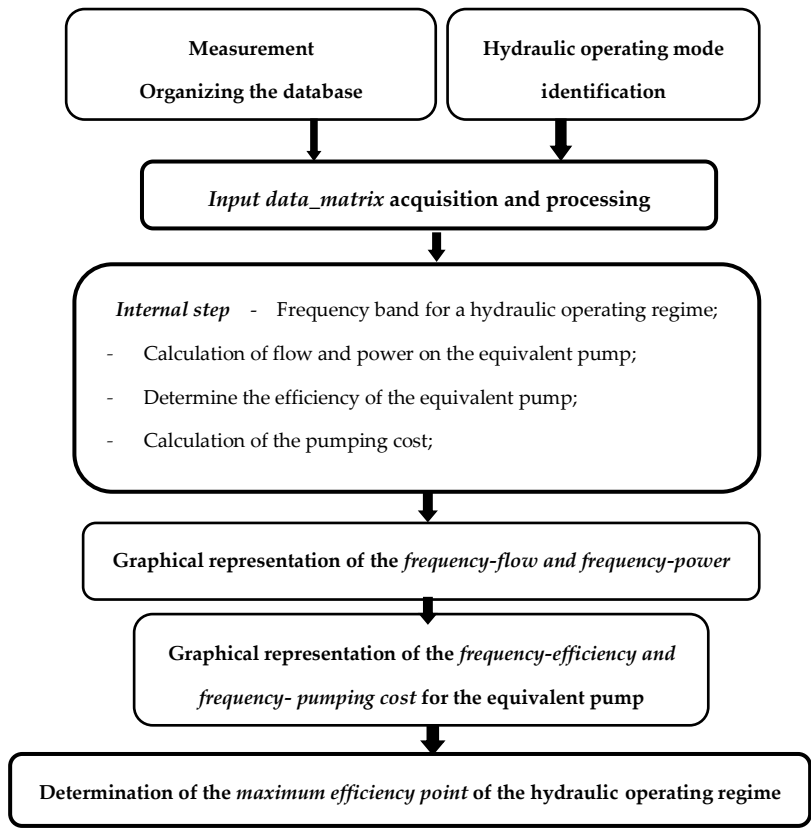 Measurement
Organizing the database
Hydraulic operating mode
identification
Input data_matrix acquisition and processing
Internal step - Frequency band for a hydraulic operating regime;
- Calculation of flow and power on the equivalent pump;
- Determine the efficiency of the equivalent pump;
- Calculation of the pumping cost;
Graphical representation of the frequency-flow and frequency-power
Graphical representation of the frequency-efficiency and
frequency- pumping cost for the equivalent pump
Determination of the maximum efficiency point of the hydraulic operating regime